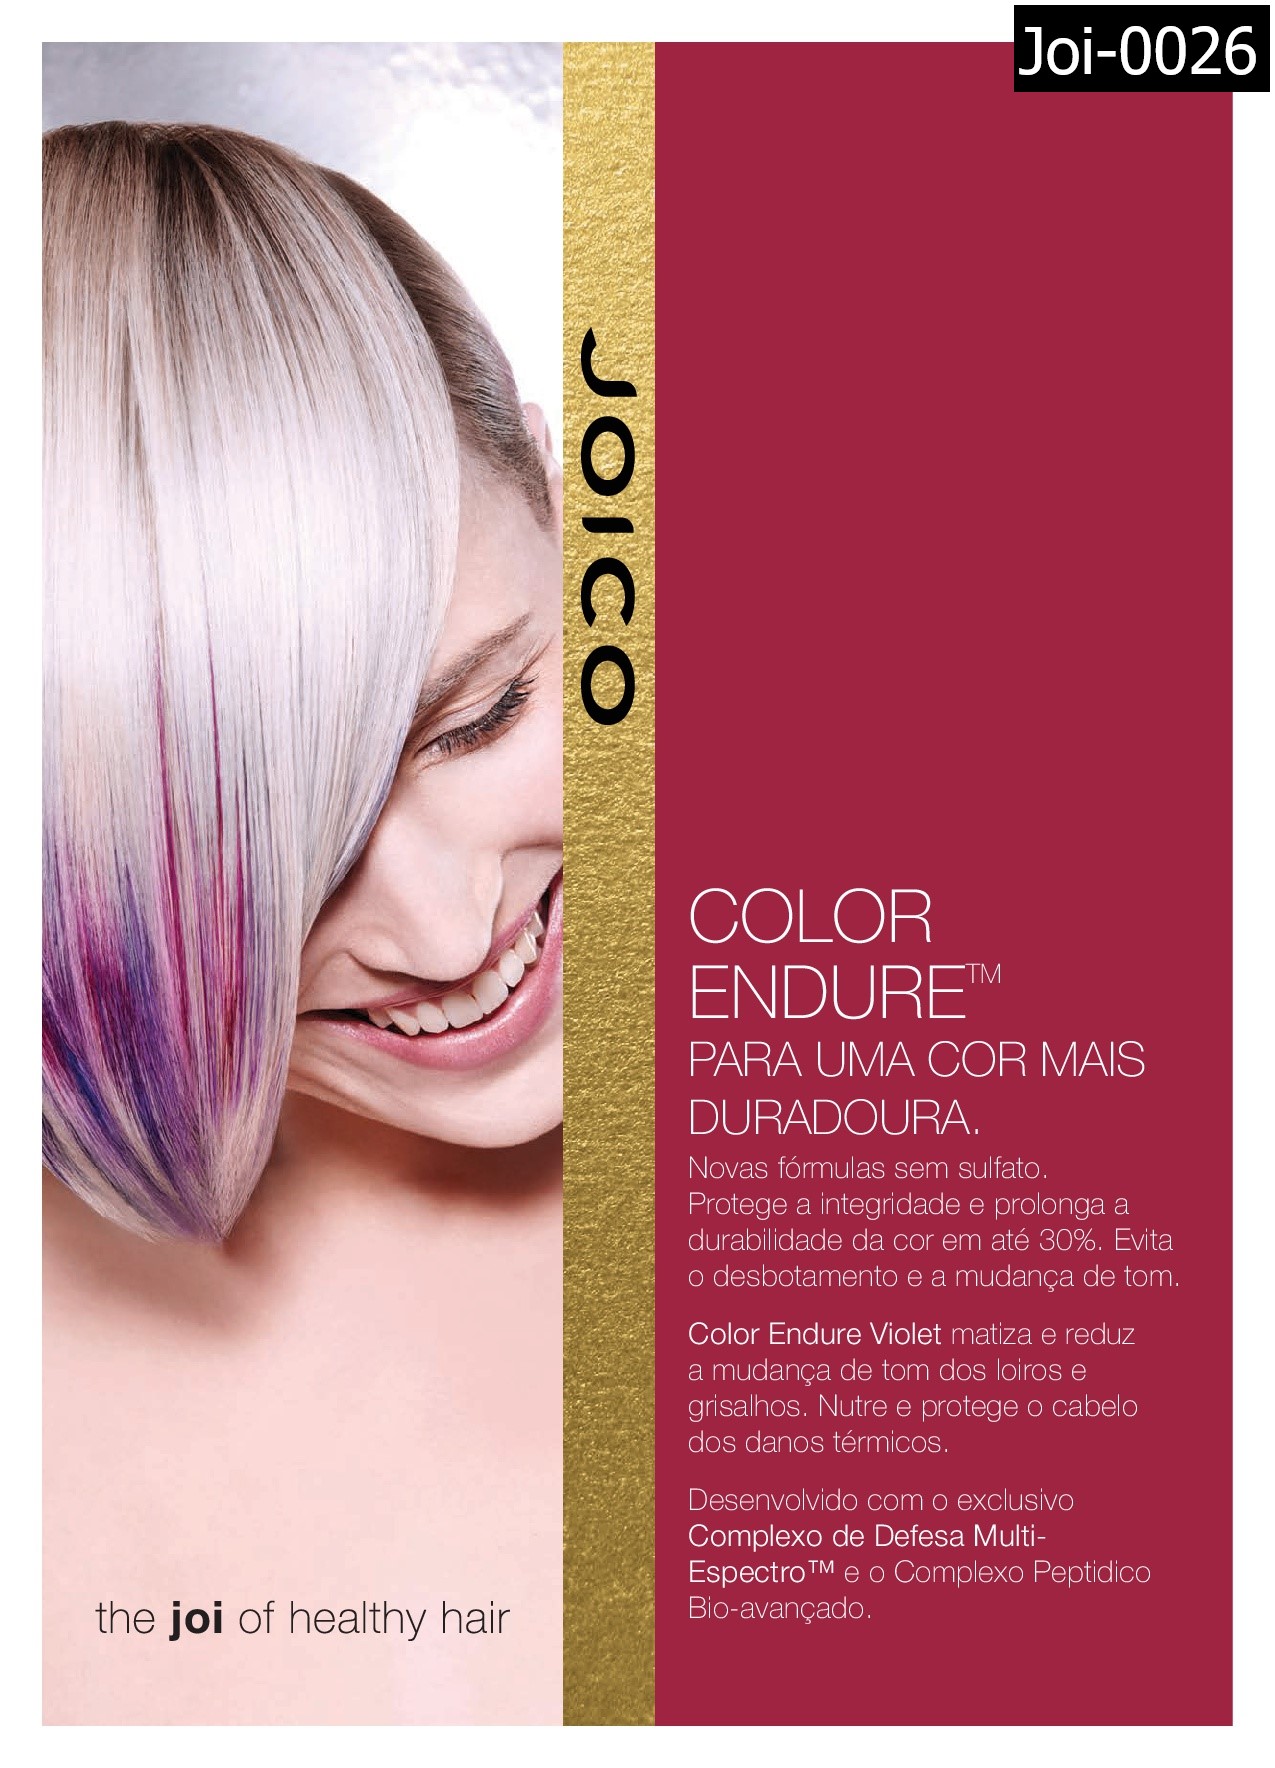 Joi-0026
JOICO
COLOR
ENDURE™
PARA UMA COR MAIS
DURADOURA.
Novas fórmulas sem sulfato.
Protege a integridade e prolonga a
durabilidade da cor em até 30%. Evita
o desbotamento e a mudança de tom.
Color Endure Violet matiza e reduz
a mudança de tom dos loiros e
grisalhos. Nutre e protege o cabelo
dos danos térmicos.
Desenvolvido com o exclusivo
Complexo de Defesa Multi-
Espectro™ e o Complexo Peptidico
Bio-avançado.
the joi of healthy hair